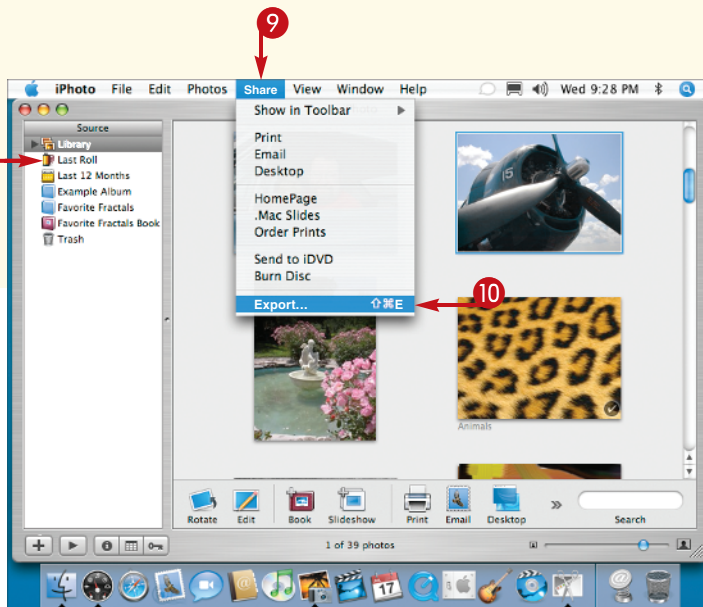 9
iPhoto File Edit Photos Share View Window Help Wed 9:28 PM
Source
Library
Last Roll
Last 12 Months
Example Album
Favorite Fractals
Favorite Fractals Book
Trash
Show in Toolbar
Print
Email
Desktop
HomePage
.Mac Slides
Order Prints
Send to iDVD
Burn Disc
Export... ⇧⌘E
10
15
Animals
Rotate Edit Book Slideshow Print Email Desktop » Search
1 of 39 photos
17